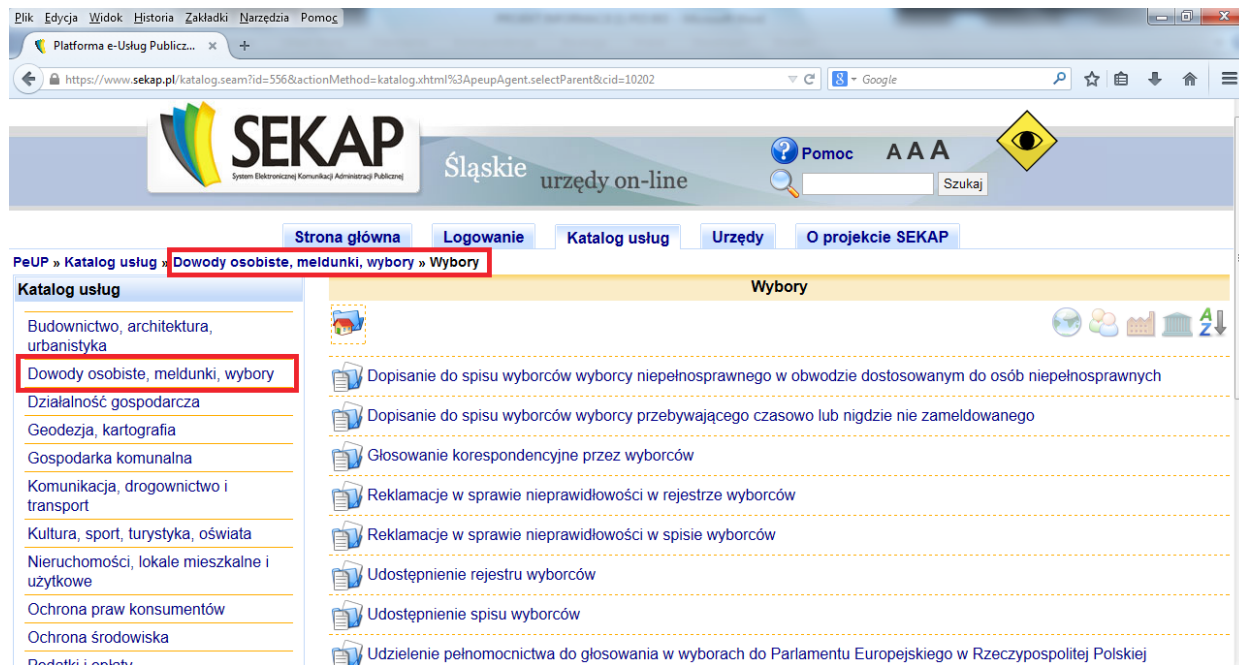 Plik Edycja Widok Historia Zakładki Narzędzia Pomoc
Platforma e-Usług Publicz... × +
https://www.sekap.pl/katalog.seam?id=556&actionMethod=katalog.xhtml%3ApeupAgent.selectParent&cid=10202
8 Google
SEKAP
System Elektronicznej Komunikacji Administracji Publicznej
Śląskie urzędy on-line
? Pomoc A A A
Szukaj
Strona główna Logowanie Katalog usług Urzędy O projekcie SEKAP
PeUP » Katalog usług » Dowody osobiste, meldunki, wybory » Wybory
Katalog usług
Budownictwo, architektura,
urbanistyka
Dowody osobiste, meldunki, wybory
Działalność gospodarcza
Geodezja, kartografia
Gospodarka komunalna
Komunikacja, drogownictwo i
transport
Kultura, sport, turystyka, oświata
Nieruchomości, lokale mieszkalne i
użytkowe
Ochrona praw konsumentów
Ochrona środowiska
Podatki i opłaty
Wybory
A Z
Dopisanie do spisu wyborców wyborcy niepełnosprawnego w obwodzie dostosowanym do osób niepełnosprawnych
Dopisanie do spisu wyborców wyborcy przebywającego czasowo lub nigdzie nie zameldowanego
Głosowanie korespondencyjne przez wyborców
Reklamacje w sprawie nieprawidłowości w rejestrze wyborców
Reklamacje w sprawie nieprawidłowości w spisie wyborców
Udostępnienie rejestru wyborców
Udostępnienie spisu wyborców
Udzielenie pełnomocnictwa do głosowania w wyborach do Parlamentu Europejskiego w Rzeczypospolitej Polskiej